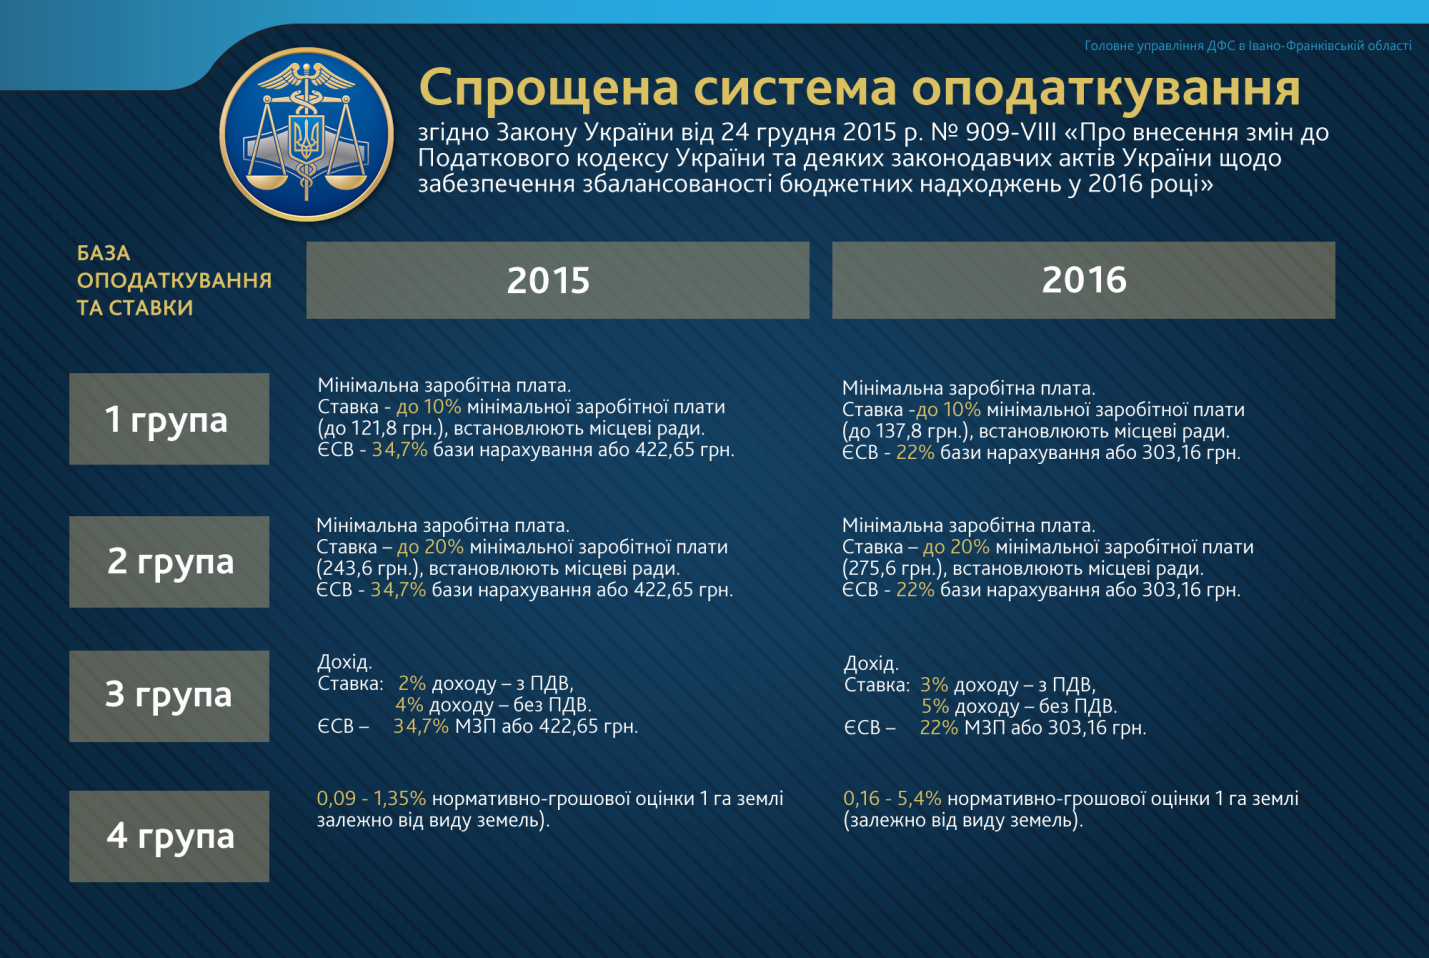 Головне управління ДФС в Івано-Франківській області
Спрощена система оподаткування
згідно Закону України від 24 грудня 2015 р. № 909-VIII «Про внесення змін до
Податкового кодексу України та деяких законодавчих актів України щодо
забезпечення збалансованості бюджетних надходжень у 2016 році»
БАЗА
ОПОДАТКУВАННЯ
ТА СТАВКИ
2015
2016
1 група
Мінімальна заробітна плата.
Ставка - до 10% мінімальної заробітної плати
(до 121,8 грн.), встановлюють місцеві ради.
ЄСВ - 34,7% бази нарахування або 422,65 грн.
Мінімальна заробітна плата.
Ставка -до 10% мінімальної заробітної плати
(до 137,8 грн.), встановлюють місцеві ради.
ЄСВ - 22% бази нарахування або 303,16 грн.
2 група
Мінімальна заробітна плата.
Ставка – до 20% мінімальної заробітної плати
(243,6 грн.), встановлюють місцеві ради.
ЄСВ - 34,7% бази нарахування або 422,65 грн.
Мінімальна заробітна плата.
Ставка – до 20% мінімальної заробітної плати
(275,6 грн.), встановлюють місцеві ради.
ЄСВ - 22% бази нарахування або 303,16 грн.
3 група
Дохід.
Ставка: 2% доходу – з ПДВ,
4% доходу – без ПДВ.
ЄСВ – 34,7% МЗП або 422,65 грн.
Дохід.
Ставка: 3% доходу – з ПДВ,
5% доходу – без ПДВ.
ЄСВ – 22% МЗП або 303,16 грн.
4 група
0,09 - 1,35% нормативно-грошової оцінки 1 га землі
залежно від виду земель).
0,16 - 5,4% нормативно-грошової оцінки 1 га землі
(залежно від виду земель).